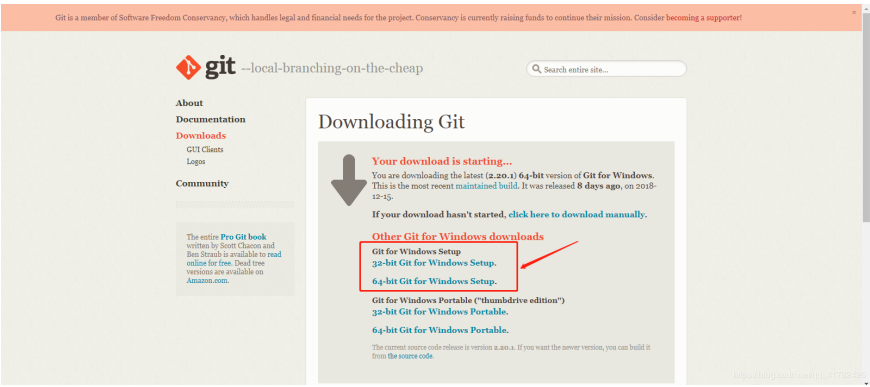 Git is a member of Software Freedom Conservancy, which handles legal and financial needs for the project. Conservancy is currently raising funds to continue their mission. Consider becoming a supporter!
git --local-branching-on-the-cheap
Search entire site...
About
Documentation
Downloads
GUI Clients
Logos
Community
The entire Pro Git book
written by Scott Chacon and
Ben Straub is available to read
online for free. Dead tree
versions are available on
Amazon.com.
Downloading Git
Your download is starting...
You are downloading the latest (2.20.1) 64-bit version of Git for Windows.
This is the most recent maintained build. It was released 8 days ago, on 2018-
12-15.
If your download hasn't started, click here to download manually.
Other Git for Windows downloads
Git for Windows Setup
32-bit Git for Windows Setup.
64-bit Git for Windows Setup.
Git for Windows Portable ("thumbdrive edition")
32-bit Git for Windows Portable.
64-bit Git for Windows Portable.
The current source code release is version 2.20.1. If you want the newer version, you can build it
from the source code.